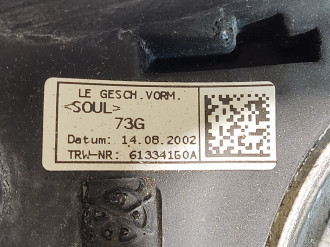 LE GESCH.VORM.
<SOUL>
73G
Datum: 14.08.2002
TRW-NR: 61334160A